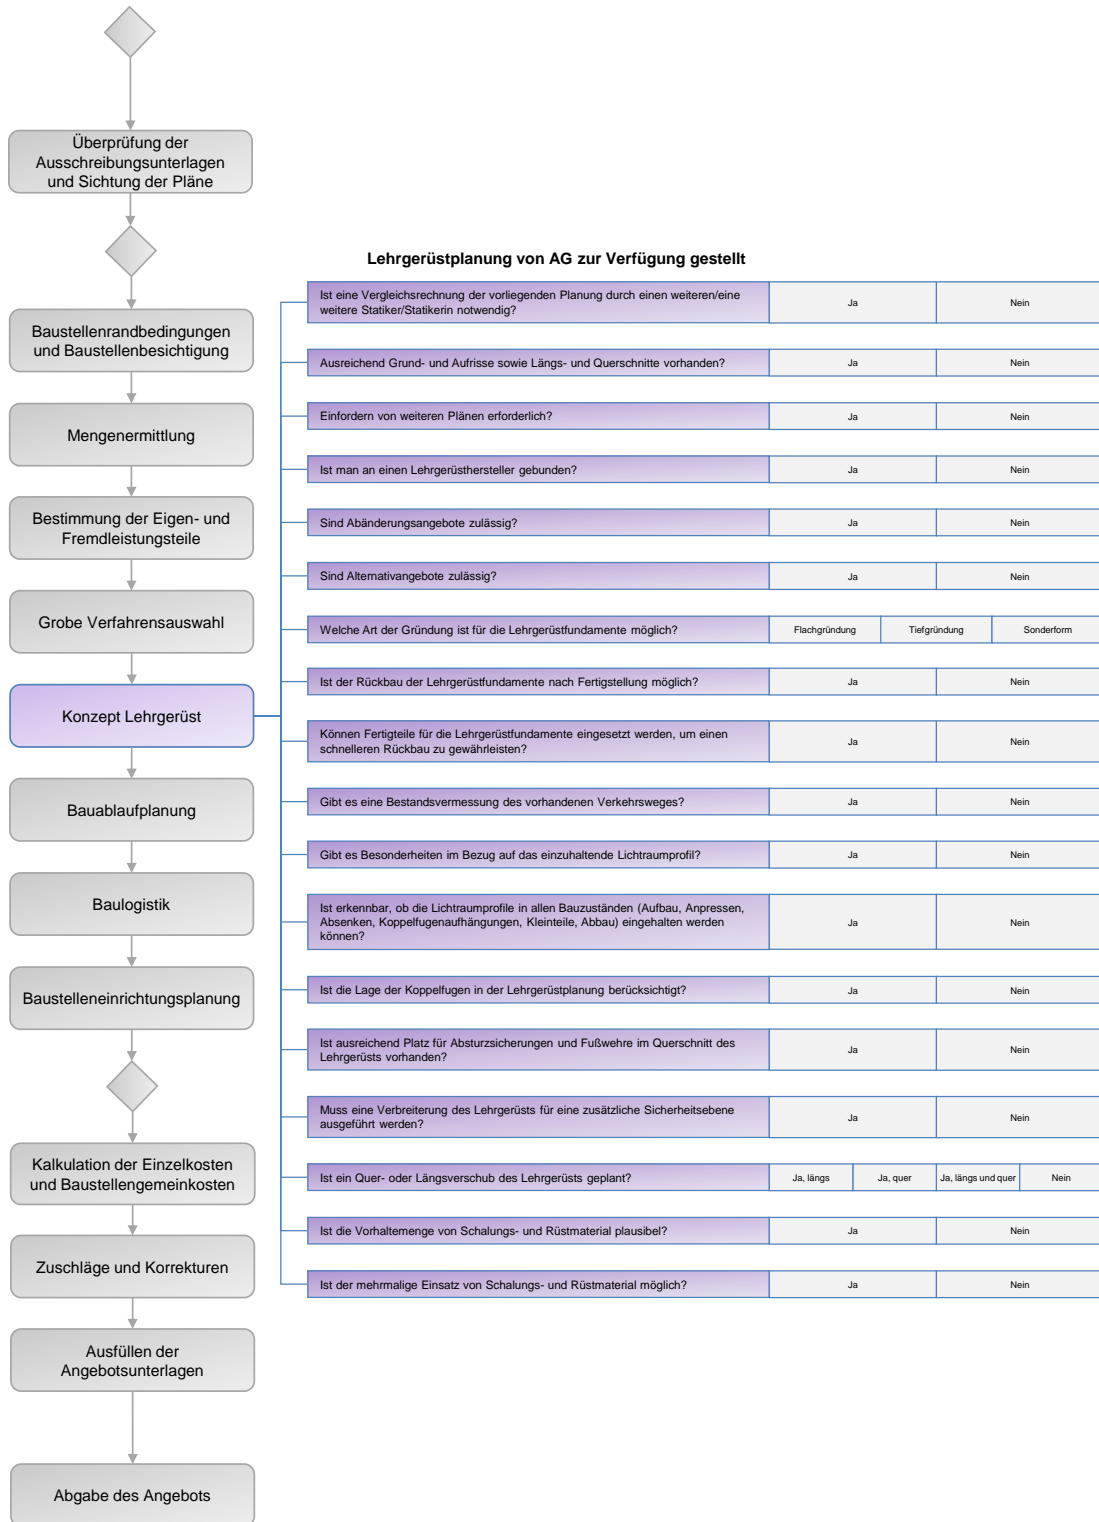 Überprüfung der
Ausschreibungsunterlagen
und Sichtung der Pläne
Baustellenrandbedingungen
und Baustellenbesichtigung
Mengenermittlung
Bestimmung der Eigen- und
Fremdleistungsteile
Grobe Verfahrensauswahl
Konzept Lehrgerüst
Bauablaufplanung
Baulogistik
Baustelleneinrichtungsplanung
Kalkulation der Einzelkosten
und Baustellengemeinkosten
Zuschläge und Korrekturen
Ausfüllen der
Angebotsunterlagen
Abgabe des Angebots
Lehrgerüstplanung von AG zur Verfügung gestellt
Ist eine Vergleichsrechnung der vorliegenden Planung durch einen weiteren/eine
weitere Statiker/Statikerin notwendig?
Ja Nein
Ausreichend Grund- und Aufrisse sowie Längs- und Querschnitte vorhanden? Ja Nein
Einfordern von weiteren Plänen erforderlich? Ja Nein
Ist man an einen Lehrgerüsthersteller gebunden? Ja Nein
Sind Abänderungsangebote zulässig? Ja Nein
Sind Alternativangebote zulässig? Ja Nein
Welche Art der Gründung ist für die Lehrgerüstfundamente möglich? Flachgründung Tiefgründung Sonderform
Ist der Rückbau der Lehrgerüstfundamente nach Fertigstellung möglich? Ja Nein
Können Fertigteile für die Lehrgerüstfundamente eingesetzt werden, um einen
schnelleren Rückbau zu gewährleisten?
Ja Nein
Gibt es eine Bestandsvermessung des vorhandenen Verkehrsweges? Ja Nein
Gibt es Besonderheiten im Bezug auf das einzuhaltende Lichtraumprofil? Ja Nein
Ist erkennbar, ob die Lichtraumprofile in allen Bauzuständen (Aufbau, Anpressen,
Absenken, Koppelfugenaufhängungen, Kleinteile, Abbau) eingehalten werden
können?
Ja Nein
Ist die Lage der Koppelfugen in der Lehrgerüstplanung berücksichtigt? Ja Nein
Ist ausreichend Platz für Absturzsicherungen und Fußwehre im Querschnitt des
Lehrgerüsts vorhanden?
Ja Nein
Muss eine Verbreiterung des Lehrgerüsts für eine zusätzliche Sicherheitsebene
ausgeführt werden?
Ja Nein
Ist ein Quer- oder Längsverschub des Lehrgerüsts geplant? Ja, längs Ja, quer Ja, längs und quer Nein
Ist die Vorhaltemenge von Schalungs- und Rüstmaterial plausibel? Ja Nein
Ist der mehrmalige Einsatz von Schalungs- und Rüstmaterial möglich? Ja Nein